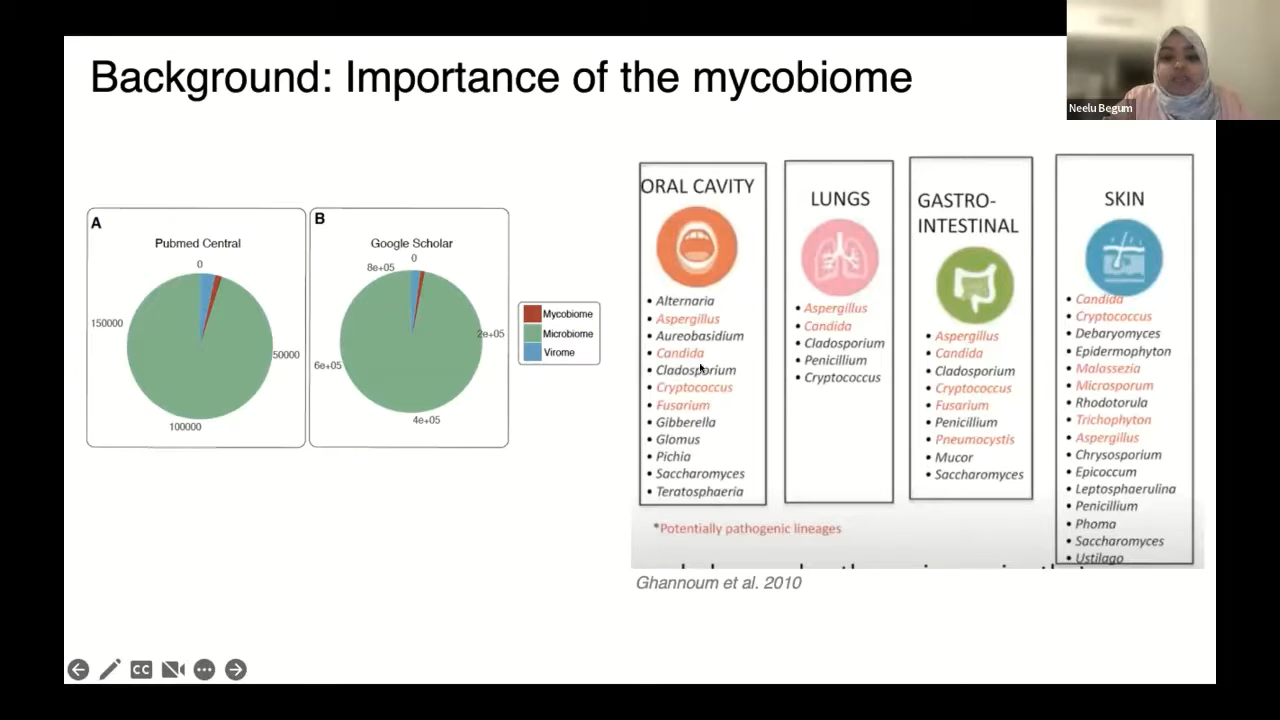 Background: Importance of the mycobiome
Neelu Begum
A
Pubmed Central
0
150000
50000
100000
B
Google Scholar
0
8e+05
2e+05
6e+05
4e+05
Mycobiome
Microbiome
Virome
ORAL CAVITY
• Alternaria
• Aspergillus
• Aureobasidium
• Candida
• Cladosporium
• Cryptococcus
• Fusarium
• Gibberella
• Glomus
• Pichia
• Saccharomyces
• Teratosphaeria
LUNGS
• Aspergillus
• Candida
• Cladosporium
• Penicillium
• Cryptococcus
GASTRO-
INTESTINAL
• Aspergillus
• Candida
• Cladosporium
• Cryptococcus
• Fusarium
• Penicillium
• Pneumocystis
• Mucor
• Saccharomyces
SKIN
• Candida
• Cryptococcus
• Debaryomyces
• Epidermophyton
• Malassezia
• Microsporum
• Rhodotorula
• Trichophyton
• Aspergillus
• Chrysosporium
• Epicoccum
• Leptosphaerulina
• Penicillium
• Phoma
• Saccharomyces
• Ustilago
*Potentially pathogenic lineages
Ghannoum et al. 2010
CC